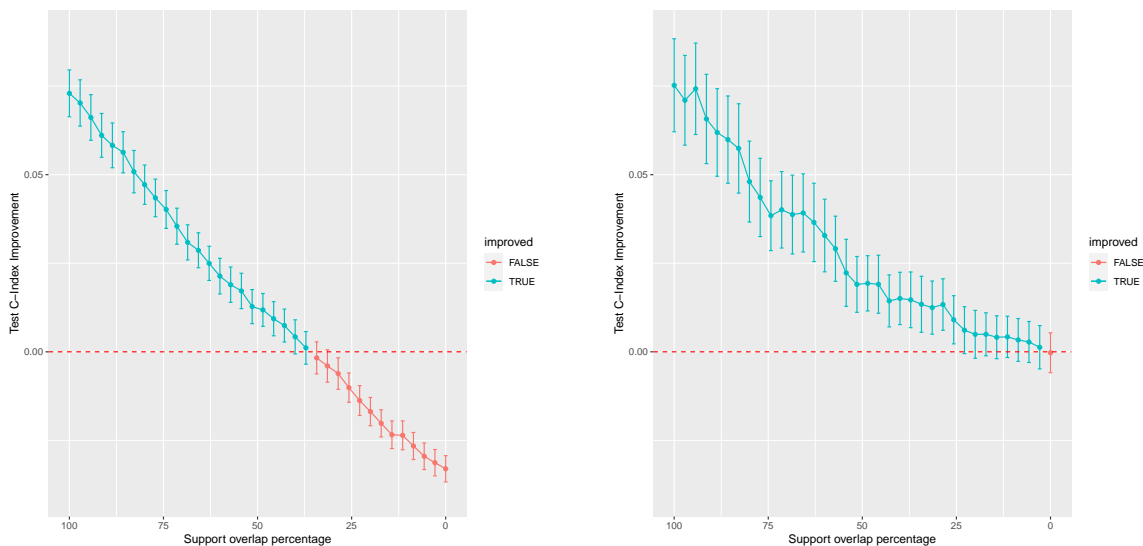 Test C−Index Improvement
0.05
0.00
100
75
50
25
0
Support overlap percentage
improved
FALSE
TRUE
Test C−Index Improvement
0.05
0.00
100
75
50
25
0
Support overlap percentage
improved
FALSE
TRUE